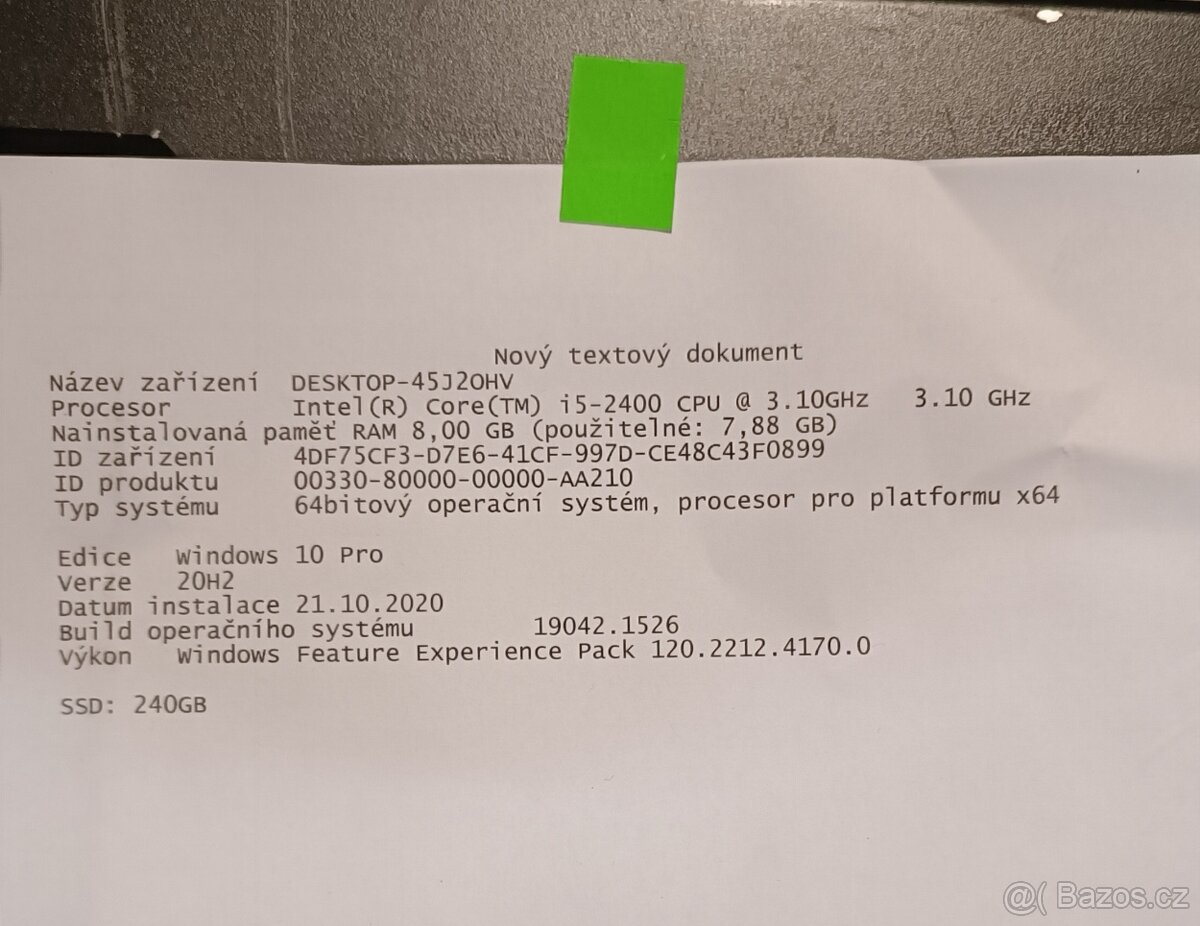 Nový textový dokument
Název zařízení DESKTOP-45J2OHV
Procesor Intel(R) Core(TM) i5-2400 CPU @ 3.10GHz 3.10 GHz
Nainstalovaná paměť RAM 8,00 GB (použitelné: 7,88 GB)
ID zařízení 4DF75CF3-D7E6-41CF-997D-CE48C43F0899
ID produktu 00330-80000-00000-AA210
Typ systému 64bitový operační systém, procesor pro platformu x64
Edice Windows 10 Pro
Verze 20H2
Datum instalace 21.10.2020
Build operačního systému 19042.1526
Výkon Windows Feature Experience Pack 120.2212.4170.0
SSD: 240GB
@( Bazos.cz